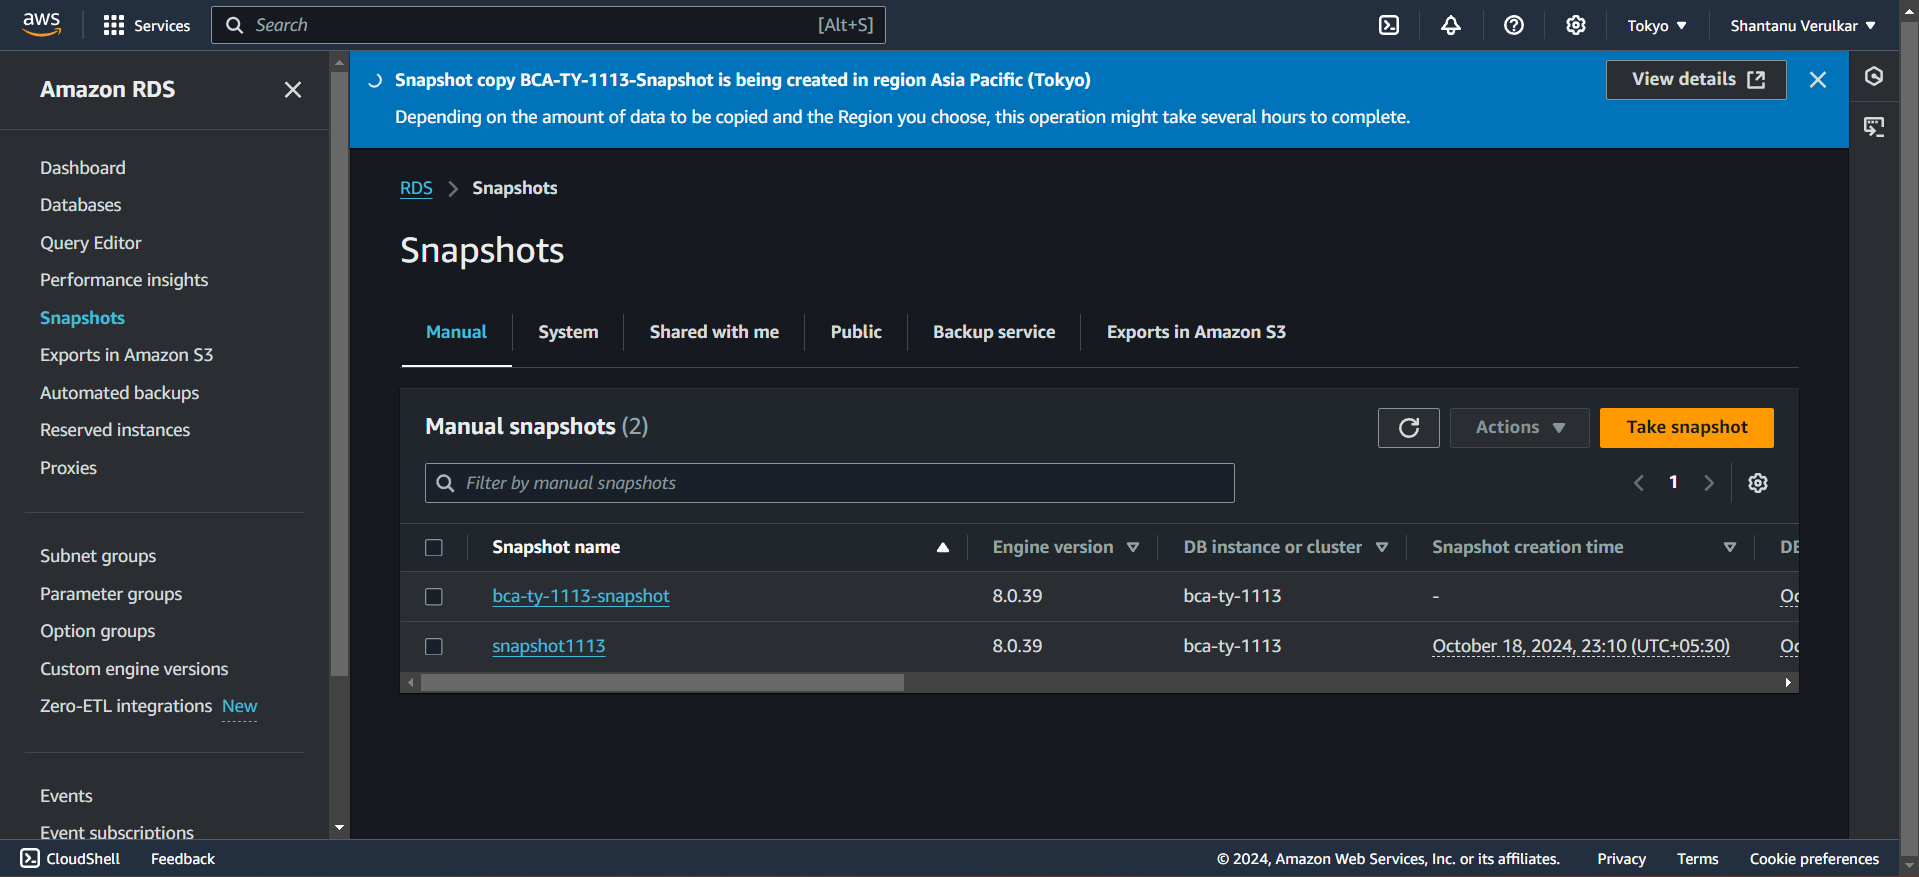 aws
Services
Search [Alt+S]
Tokyo
Shantanu Verulkar
Amazon RDS
Dashboard
Databases
Query Editor
Performance insights
Snapshots
Exports in Amazon S3
Automated backups
Reserved instances
Proxies
Subnet groups
Parameter groups
Option groups
Custom engine versions
Zero-ETL integrations New
Events
Event subscriptions
Snapshot copy BCA-TY-1113-Snapshot is being created in region Asia Pacific (Tokyo)
Depending on the amount of data to be copied and the Region you choose, this operation might take several hours to complete.
View details
RDS > Snapshots
Snapshots
Manual System Shared with me Public Backup service Exports in Amazon S3
Manual snapshots (2)
Actions
Take snapshot
Filter by manual snapshots
1
Snapshot name Engine version DB instance or cluster Snapshot creation time
bca-ty-1113-snapshot 8.0.39 bca-ty-1113 -
snapshot1113 8.0.39 bca-ty-1113 October 18, 2024, 23:10 (UTC+05:30)
CloudShell Feedback © 2024, Amazon Web Services, Inc. or its affiliates. Privacy Terms Cookie preferences